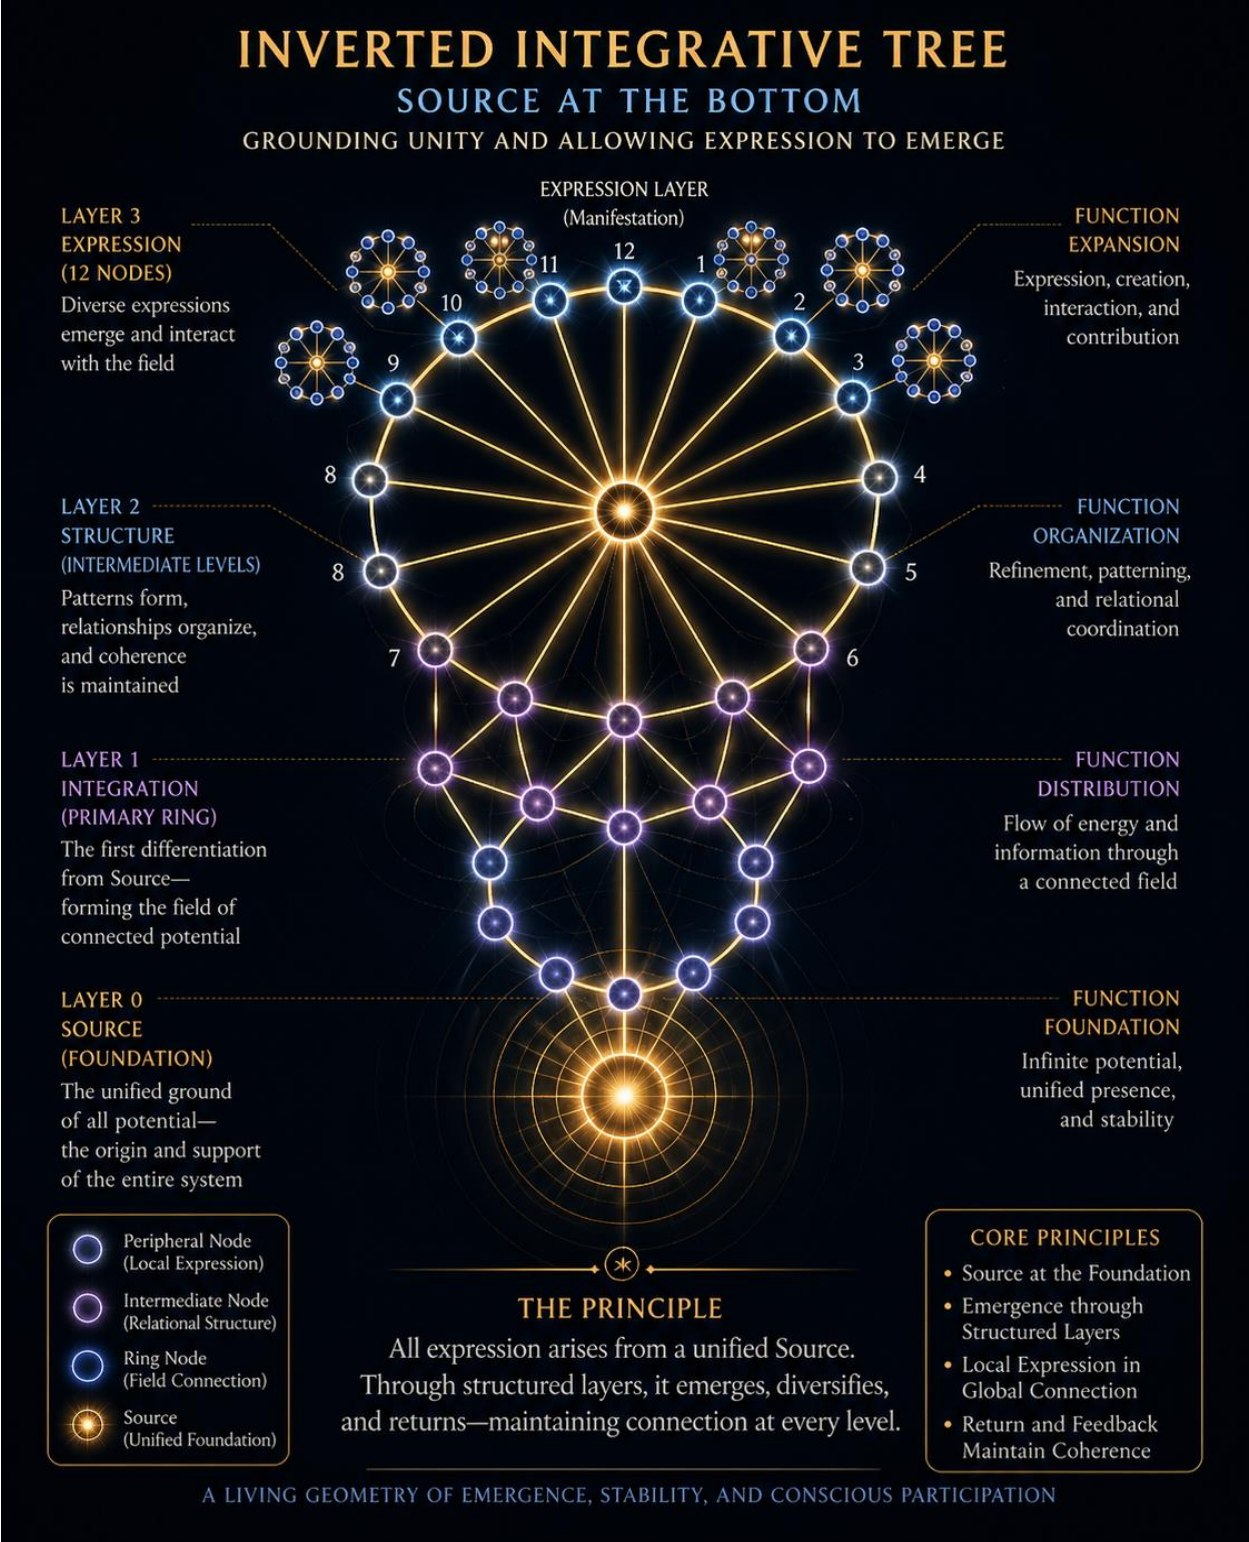 INVERTED INTEGRATIVE TREE
SOURCE AT THE BOTTOM
GROUNDING UNITY AND ALLOWING EXPRESSION TO EMERGE
EXPRESSION LAYER
(Manifestation)
LAYER 3
EXPRESSION
(12 NODES)
Diverse expressions
emerge and interact
with the field
FUNCTION
EXPANSION
Expression, creation,
interaction, and
contribution
12
11
1
10
2
9
3
8
4
8
5
7
6
LAYER 2
STRUCTURE
(INTERMEDIATE LEVELS)
Patterns form,
relationships organize,
and coherence
is maintained
FUNCTION
ORGANIZATION
Refinement, patterning,
and relational
coordination
LAYER 1
INTEGRATION
(PRIMARY RING)
The first differentiation
from Source—
forming the field of
connected potential
FUNCTION
DISTRIBUTION
Flow of energy and
information through
a connected field
LAYER 0
SOURCE
(FOUNDATION)
The unified ground
of all potential—
the origin and support
of the entire system
FUNCTION
FOUNDATION
Infinite potential,
unified presence,
and stability
Peripheral Node
(Local Expression)
Intermediate Node
(Relational Structure)
Ring Node
(Field Connection)
Source
(Unified Foundation)
THE PRINCIPLE
All expression arises from a unified Source.
Through structured layers, it emerges, diversifies,
and returns—maintaining connection at every level.
CORE PRINCIPLES
• Source at the Foundation
• Emergence through
Structured Layers
• Local Expression in
Global Connection
• Return and Feedback
Maintain Coherence
A LIVING GEOMETRY OF EMERGENCE, STABILITY, AND CONSCIOUS PARTICIPATION